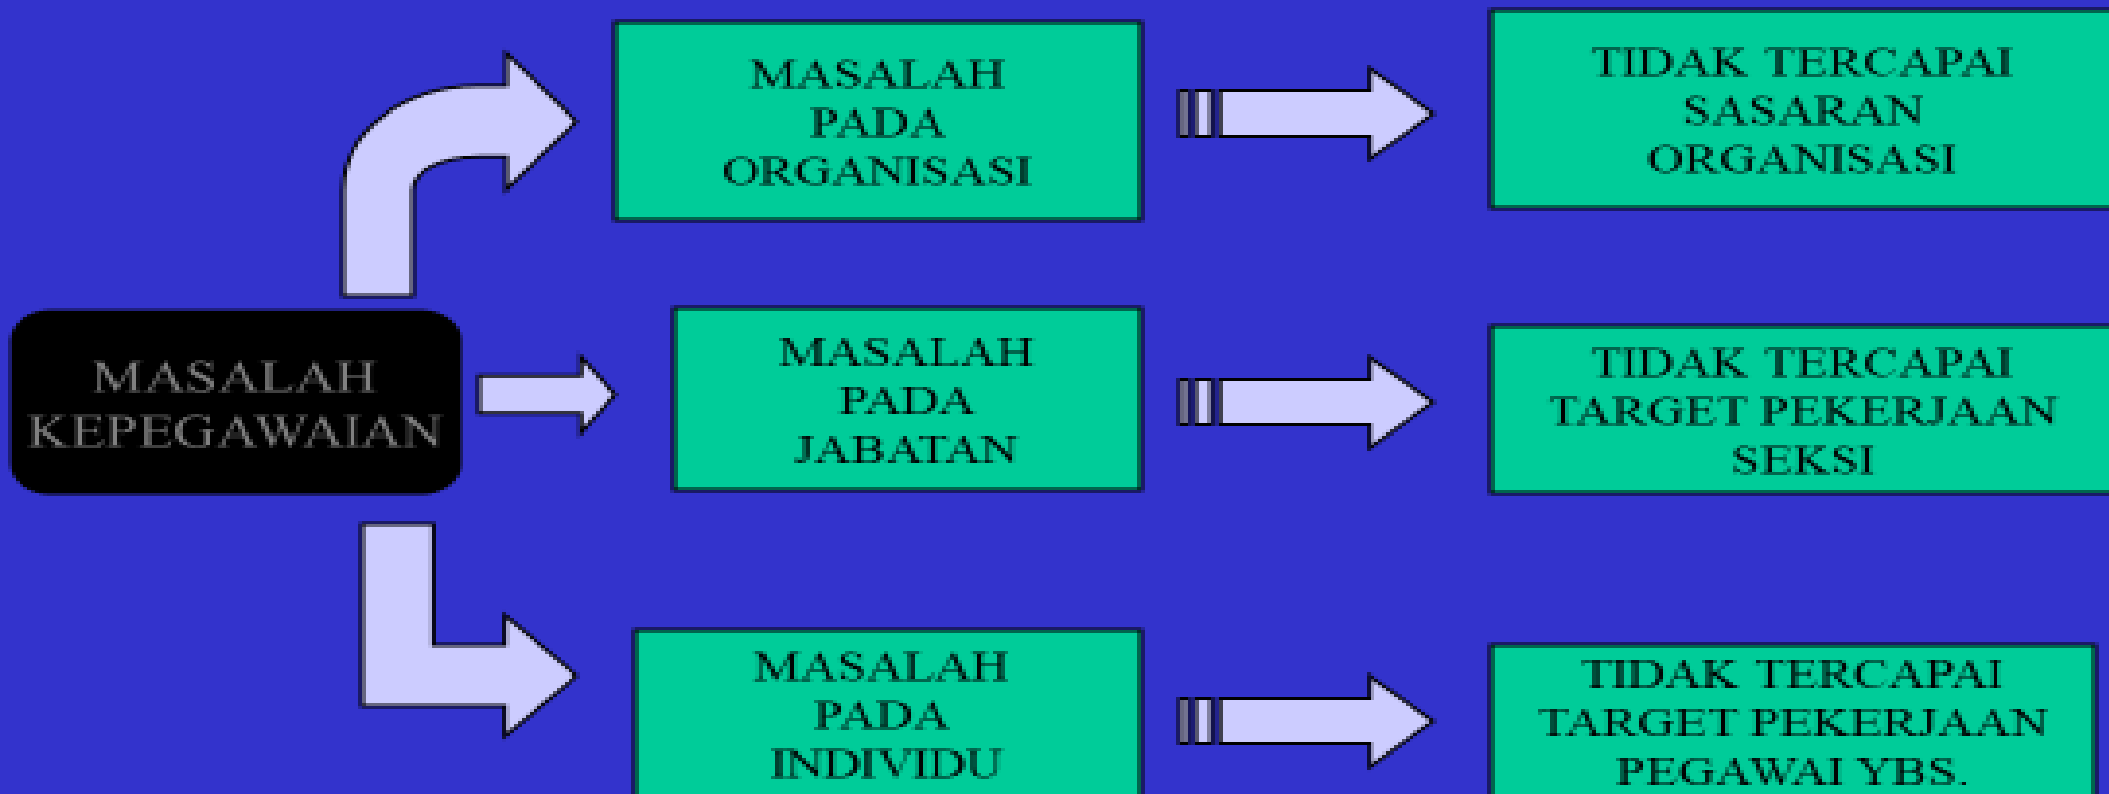 MASALAH
KEPEGAWAIAN
MASALAH
PADA
ORGANISASI
TIDAK TERCAPAI
SASARAN
ORGANISASI
MASALAH
PADA
JABATAN
TIDAK TERCAPAI
TARGET PEKERJAAN
SEKSI
MASALAH
PADA
INDIVIDU
TIDAK TERCAPAI
TARGET PEKERJAAN
PEGAWAI YBS.